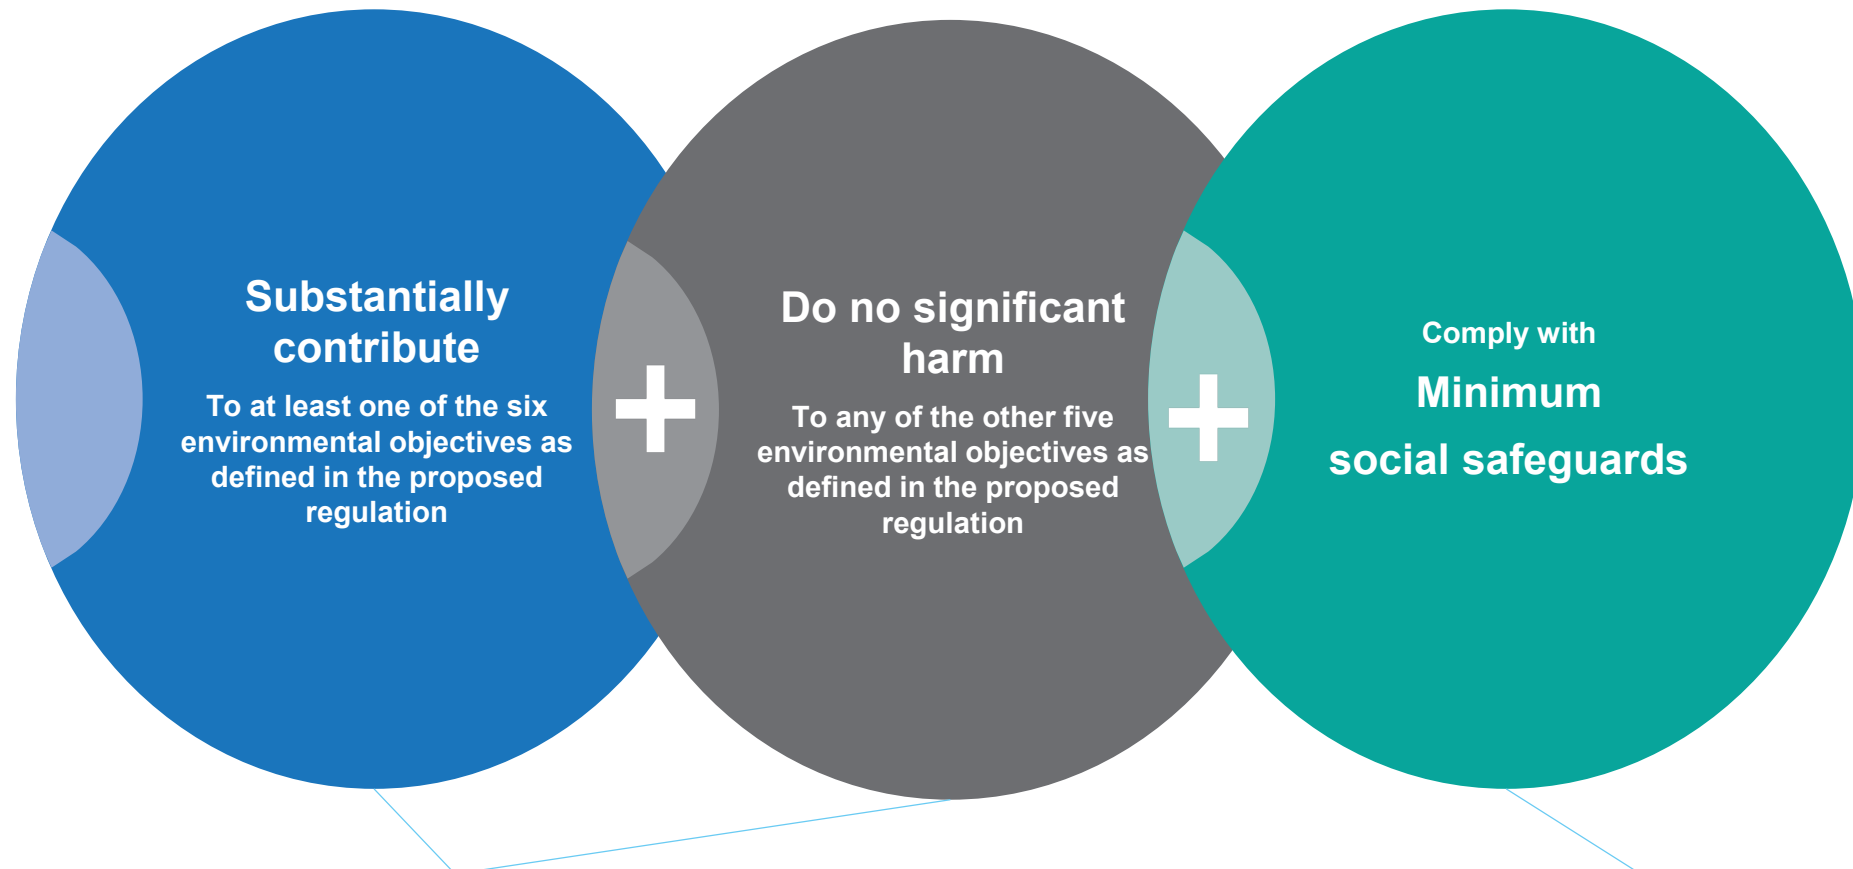 Substantially
contribute
To at least one of the six
environmental objectives as
defined in the proposed
regulation
+
Do no significant
harm
To any of the other five
environmental objectives as
defined in the proposed
regulation
+
Comply with
Minimum
social safeguards